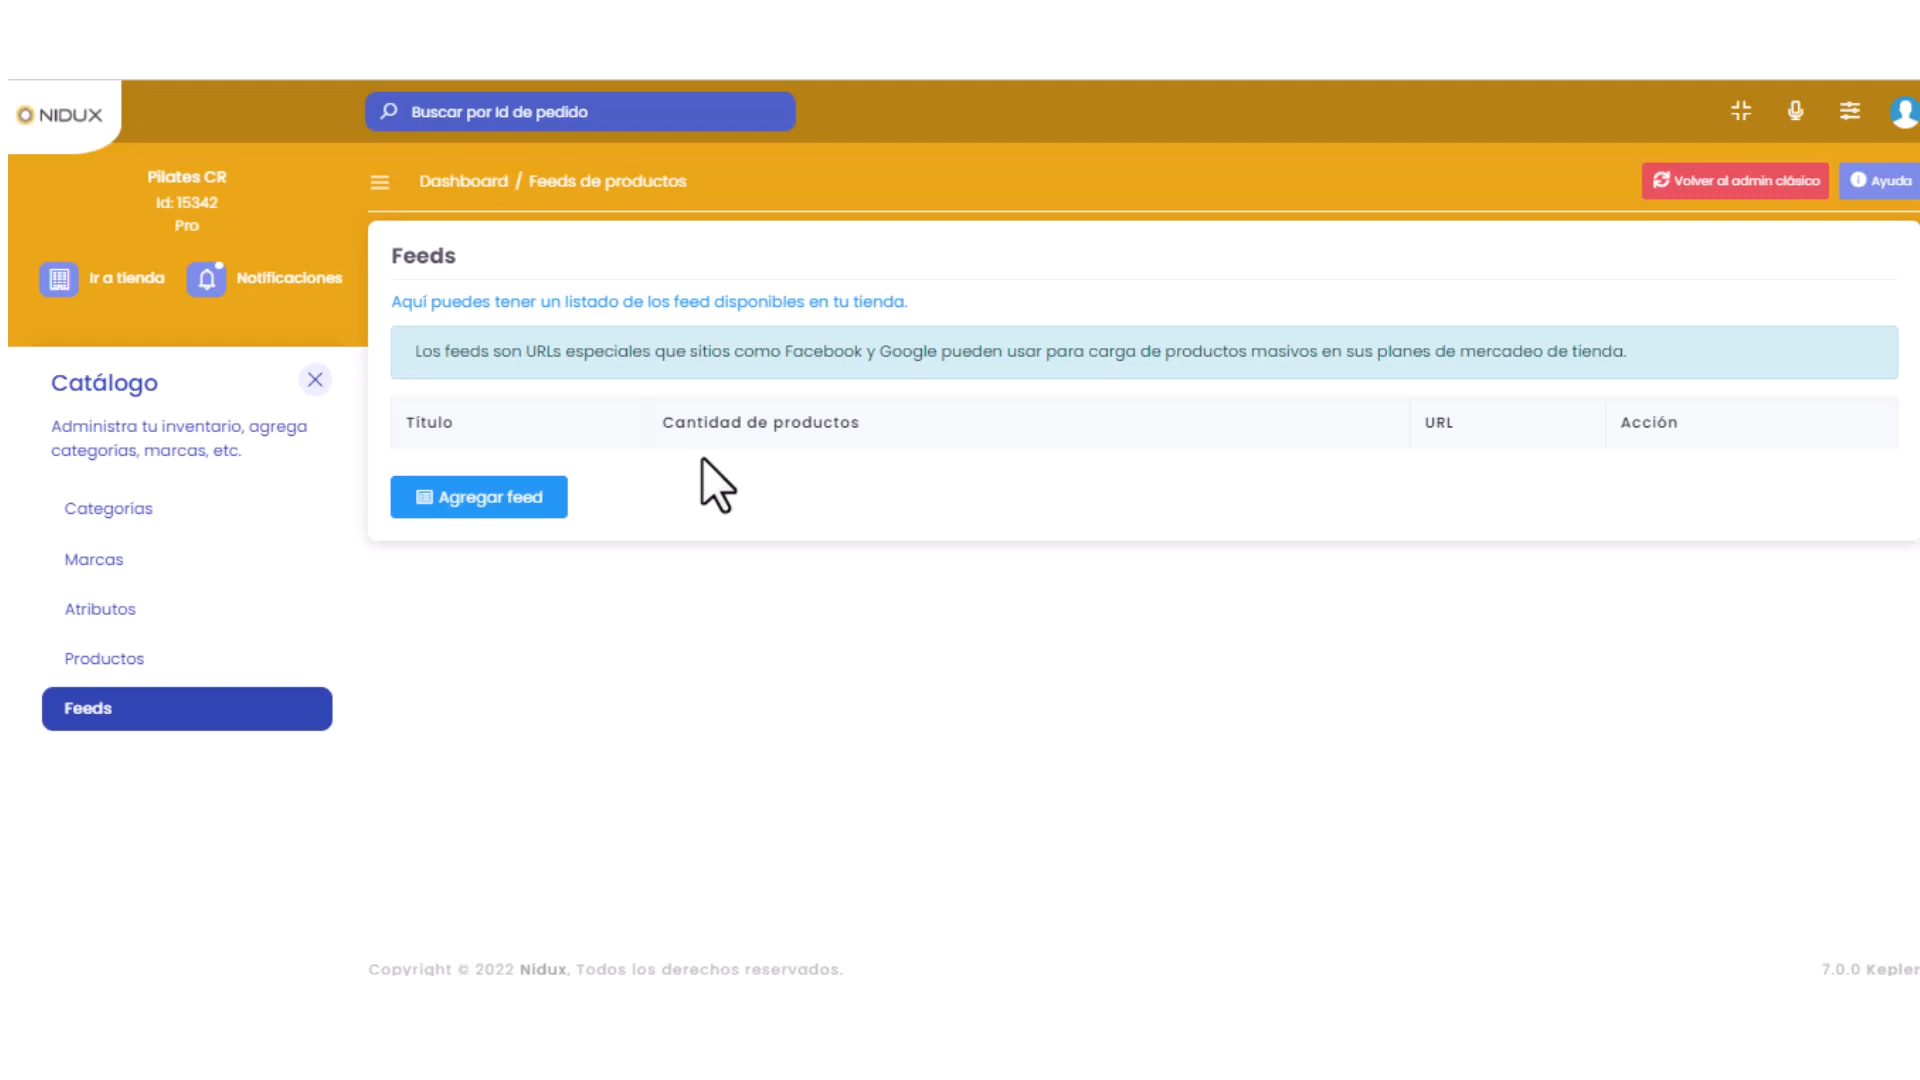 NIDUX
Buscar por Id de pedido
Pilates CR
Id: 15342
Pro
Ir a tienda
Notificaciones
Dashboard / Feeds de productos
Volver al admin clásico
Ayuda
Catálogo
Administra tu inventario, agrega
categorías, marcas, etc.
Categorías
Marcas
Atributos
Productos
Feeds
Feeds
Aquí puedes tener un listado de los feed disponibles en tu tienda.
Los feeds son URLs especiales que sitios como Facebook y Google pueden usar para carga de productos masivos en sus planes de mercadeo de tienda.
Título
Cantidad de productos
URL
Acción
Agregar feed
Copyright © 2022 Nidux, Todos los derechos reservados.
7.0.0 Kepler